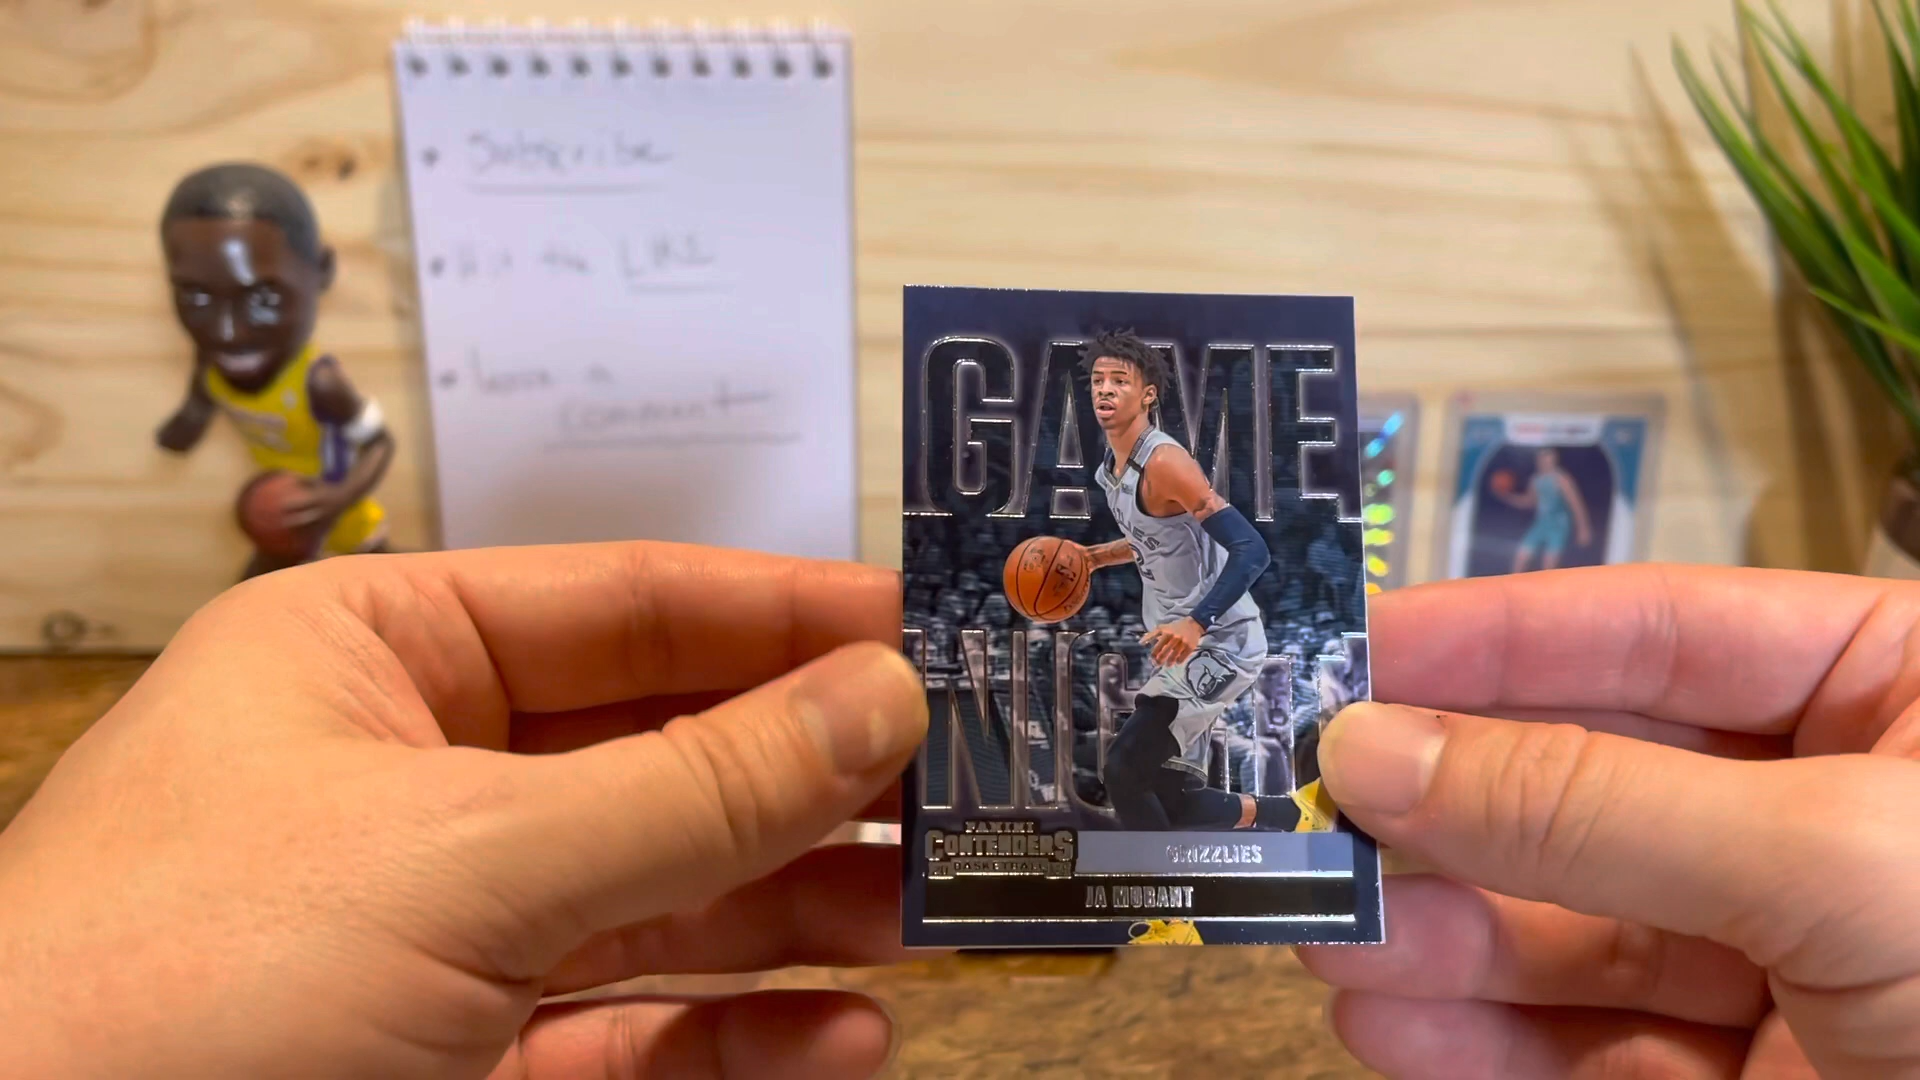 • Subscribe
• Hit the LIKE
• Leave a
comment
GAME
NIGHT
PANINI
CONTENDERS
BASKETBALL
GRIZZLIES
JA MORANT